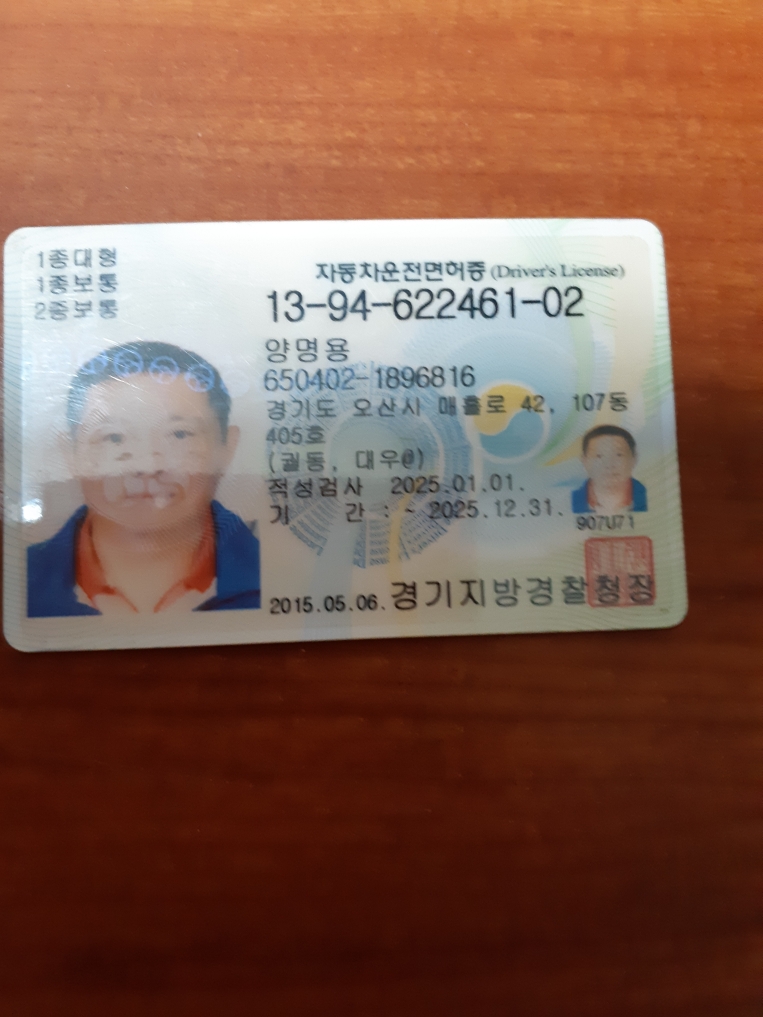 1종대형
1종보통
2종보통
자동차운전면허증 (Driver's License)
13-94-622461-02
양명용
650402-1896816
경기도 오산시 매홀로 42, 107동
405호
(궐동, 대우@)
적성검사 2025.01.01.
기 간 : ~ 2025.12.31.
907U71
2015.05.06. 경기지방경찰청장